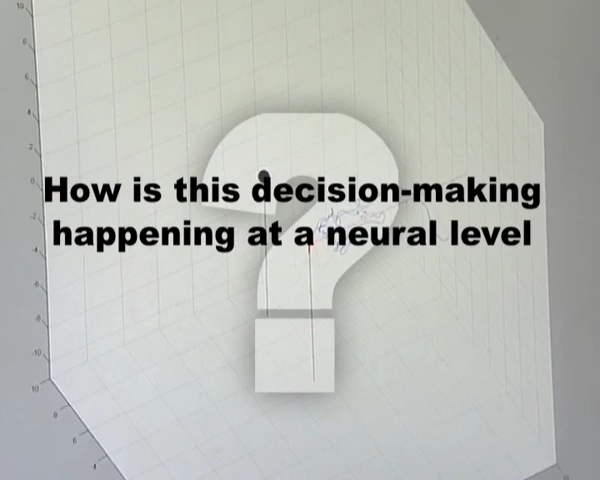 How is this decision-making
happening at a neural level